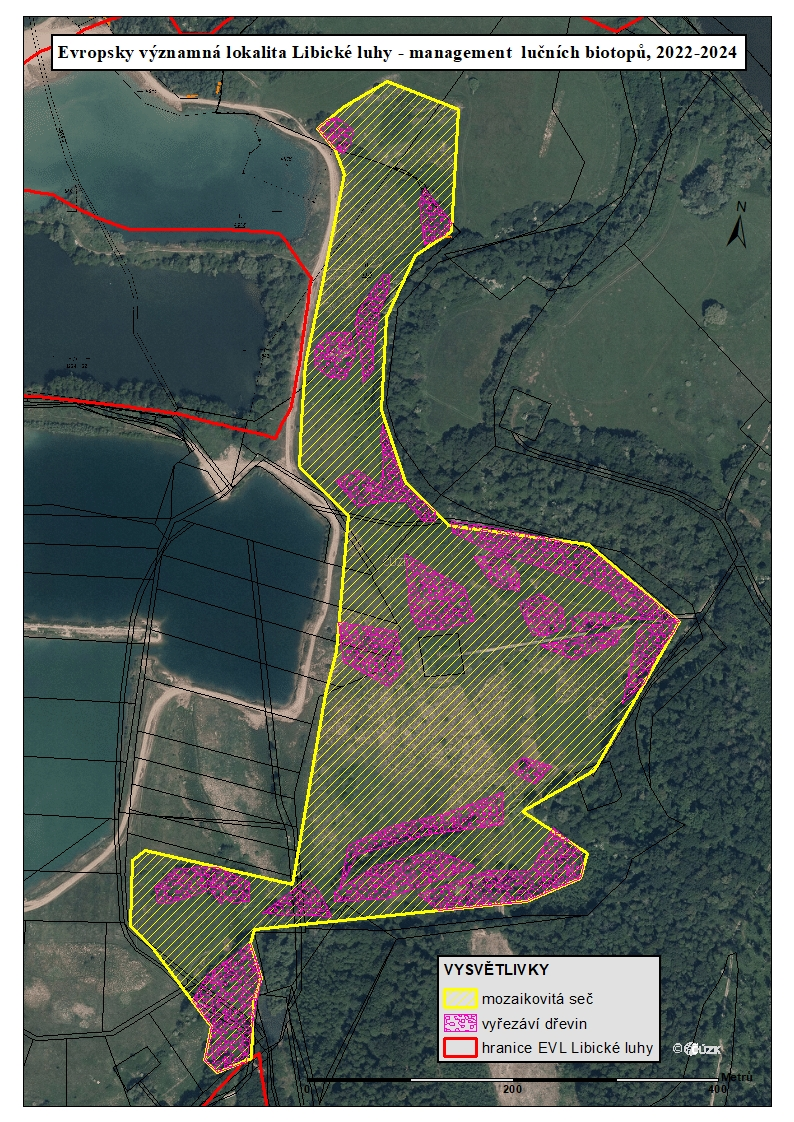 Evropsky významná lokalita Libické luhy - management lučních biotopů, 2022-2024
N
VYSVĚTLIVKY
mozaikovitá seč
vyřezáví dřevin
hranice EVL Libické luhy
© ČÚZK
Metrů
0 200 400